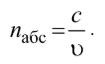 n_абс = c/υ.